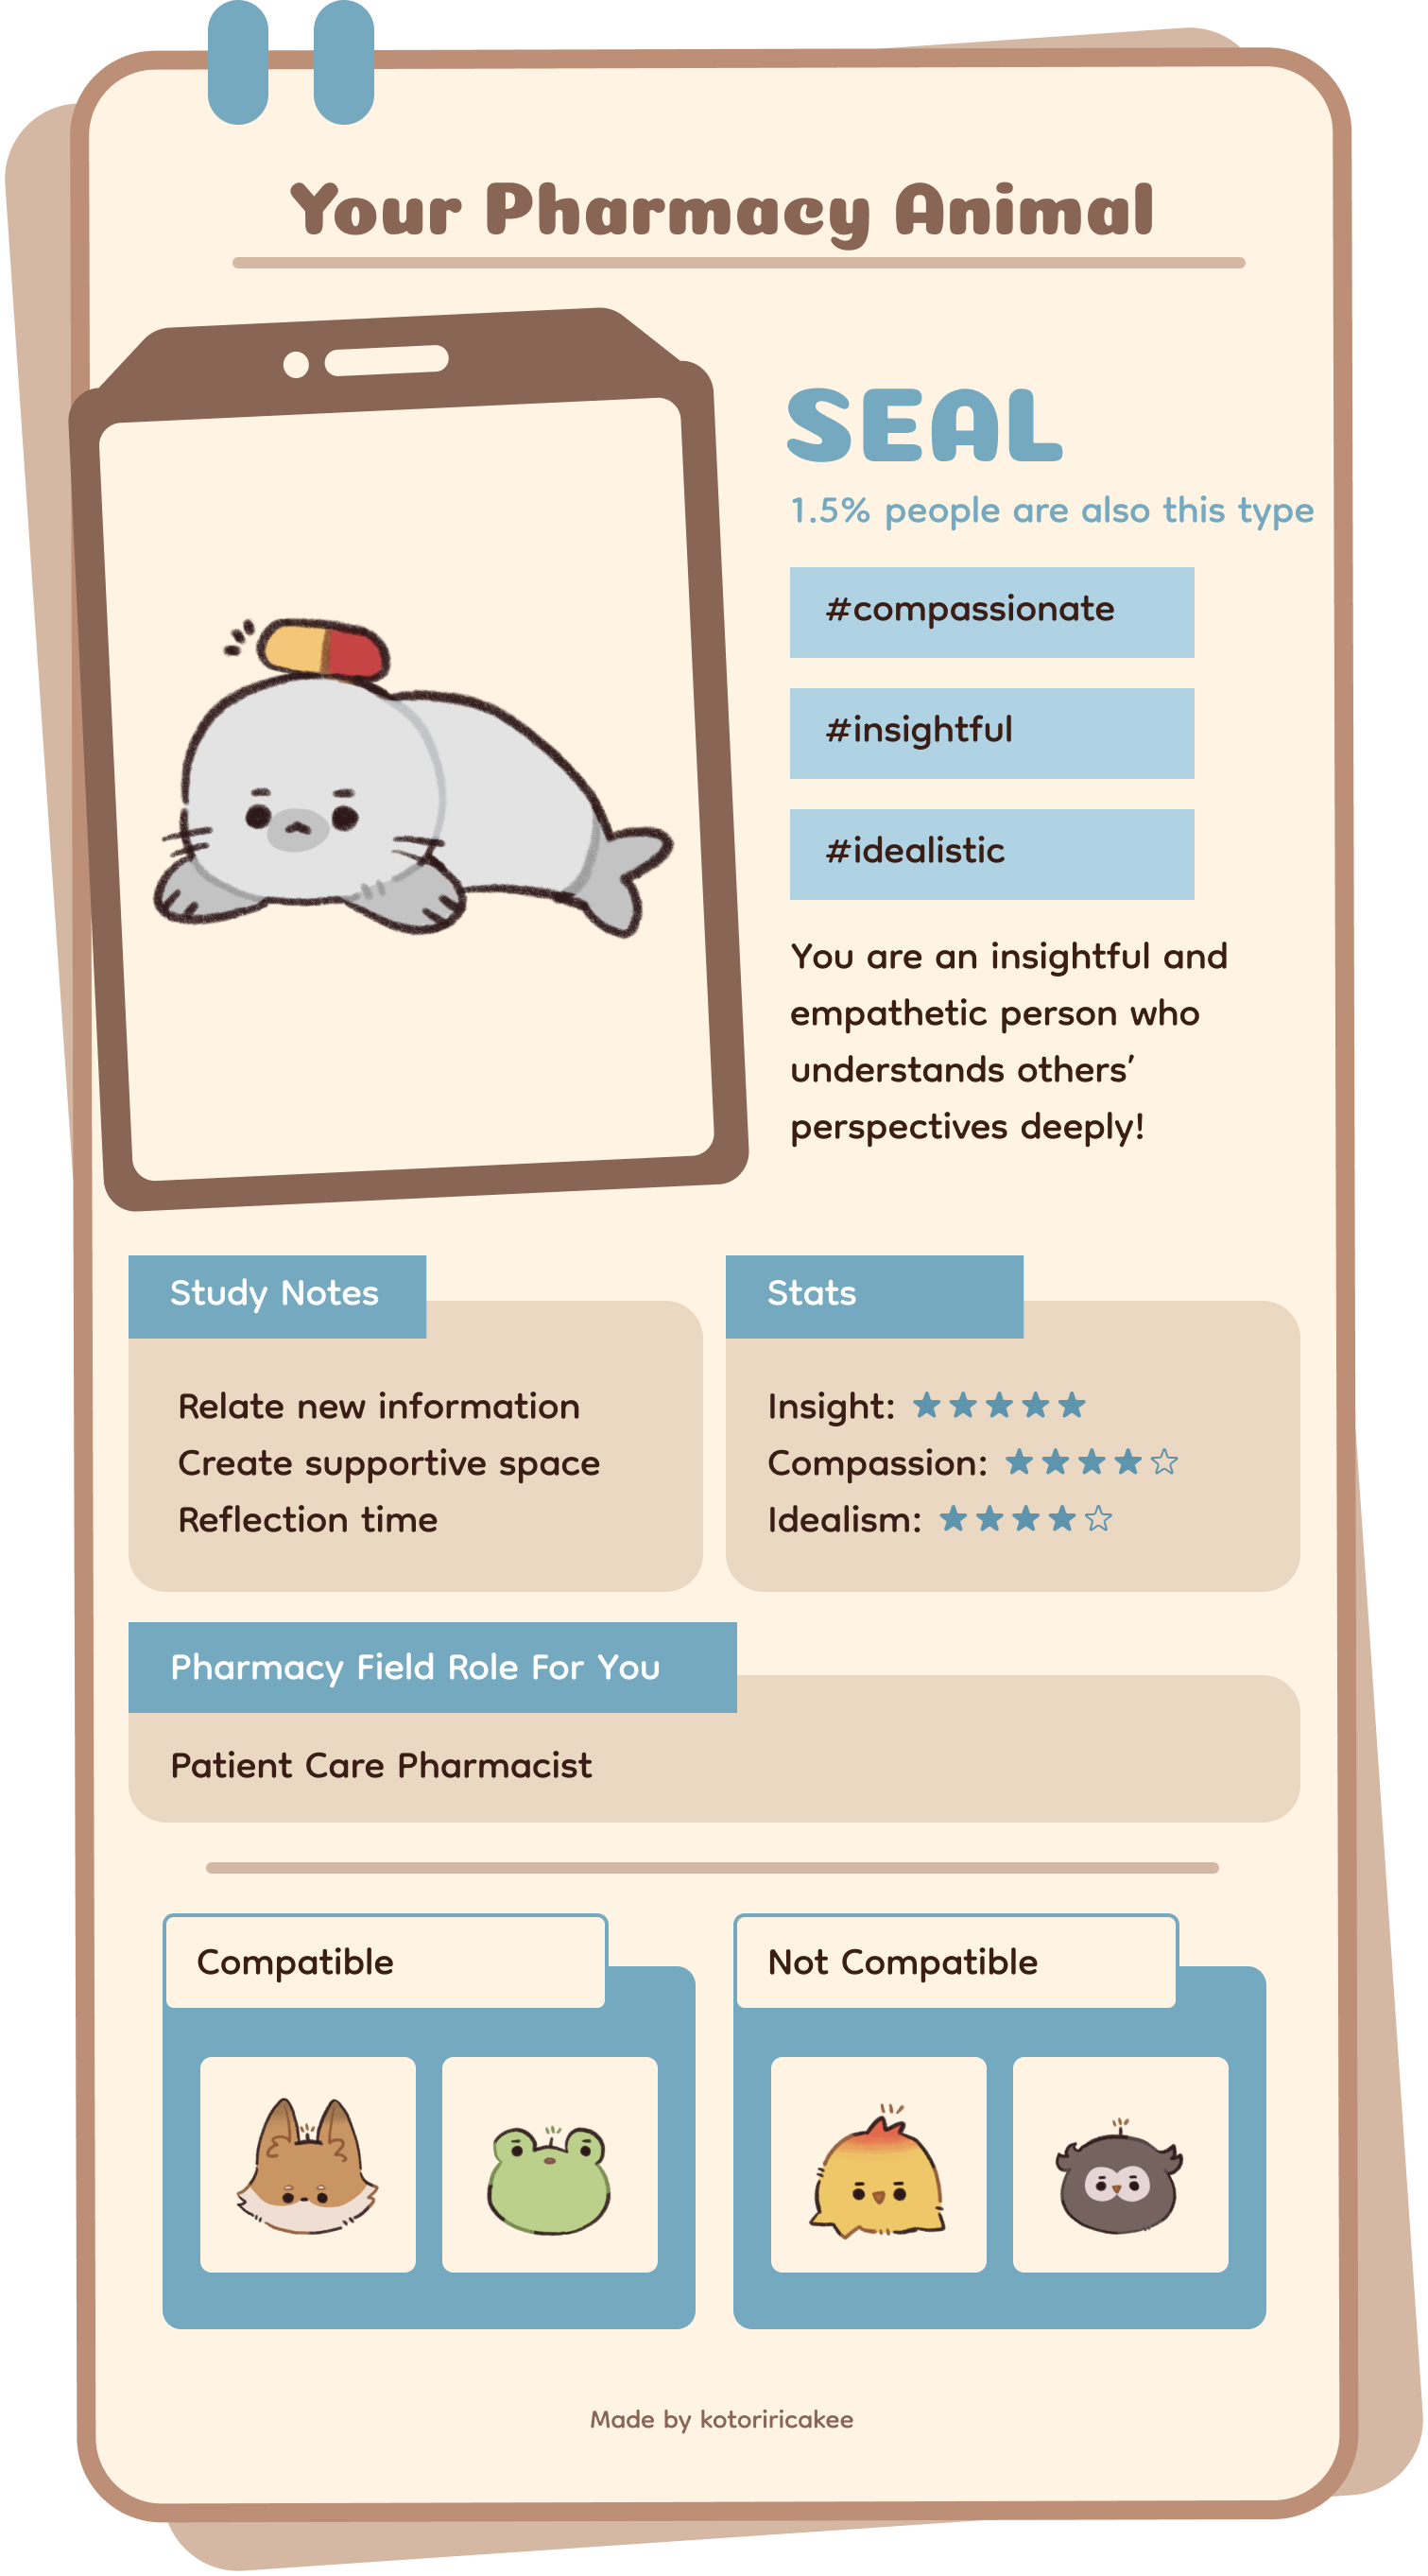 Your Pharmacy Animal
SEAL
1.5% people are also this type
#compassionate
#insightful
#idealistic
You are an insightful and
empathetic person who
understands others’
perspectives deeply!
Study Notes
Relate new information
Create supportive space
Reflection time
Stats
Insight: ★★★★★
Compassion: ★★★★☆
Idealism: ★★★★☆
Pharmacy Field Role For You
Patient Care Pharmacist
Compatible
Not Compatible
Made by kotoriricakee